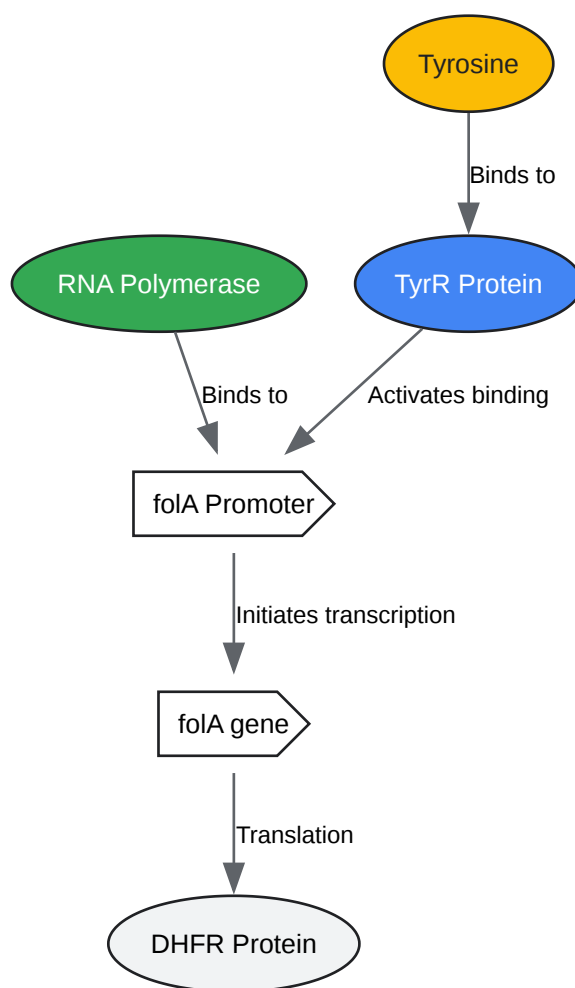 Tyrosine
Binds to
RNA Polymerase
TyrR Protein
Binds to
Activates binding
folA Promoter
Initiates transcription
folA gene
Translation
DHFR Protein